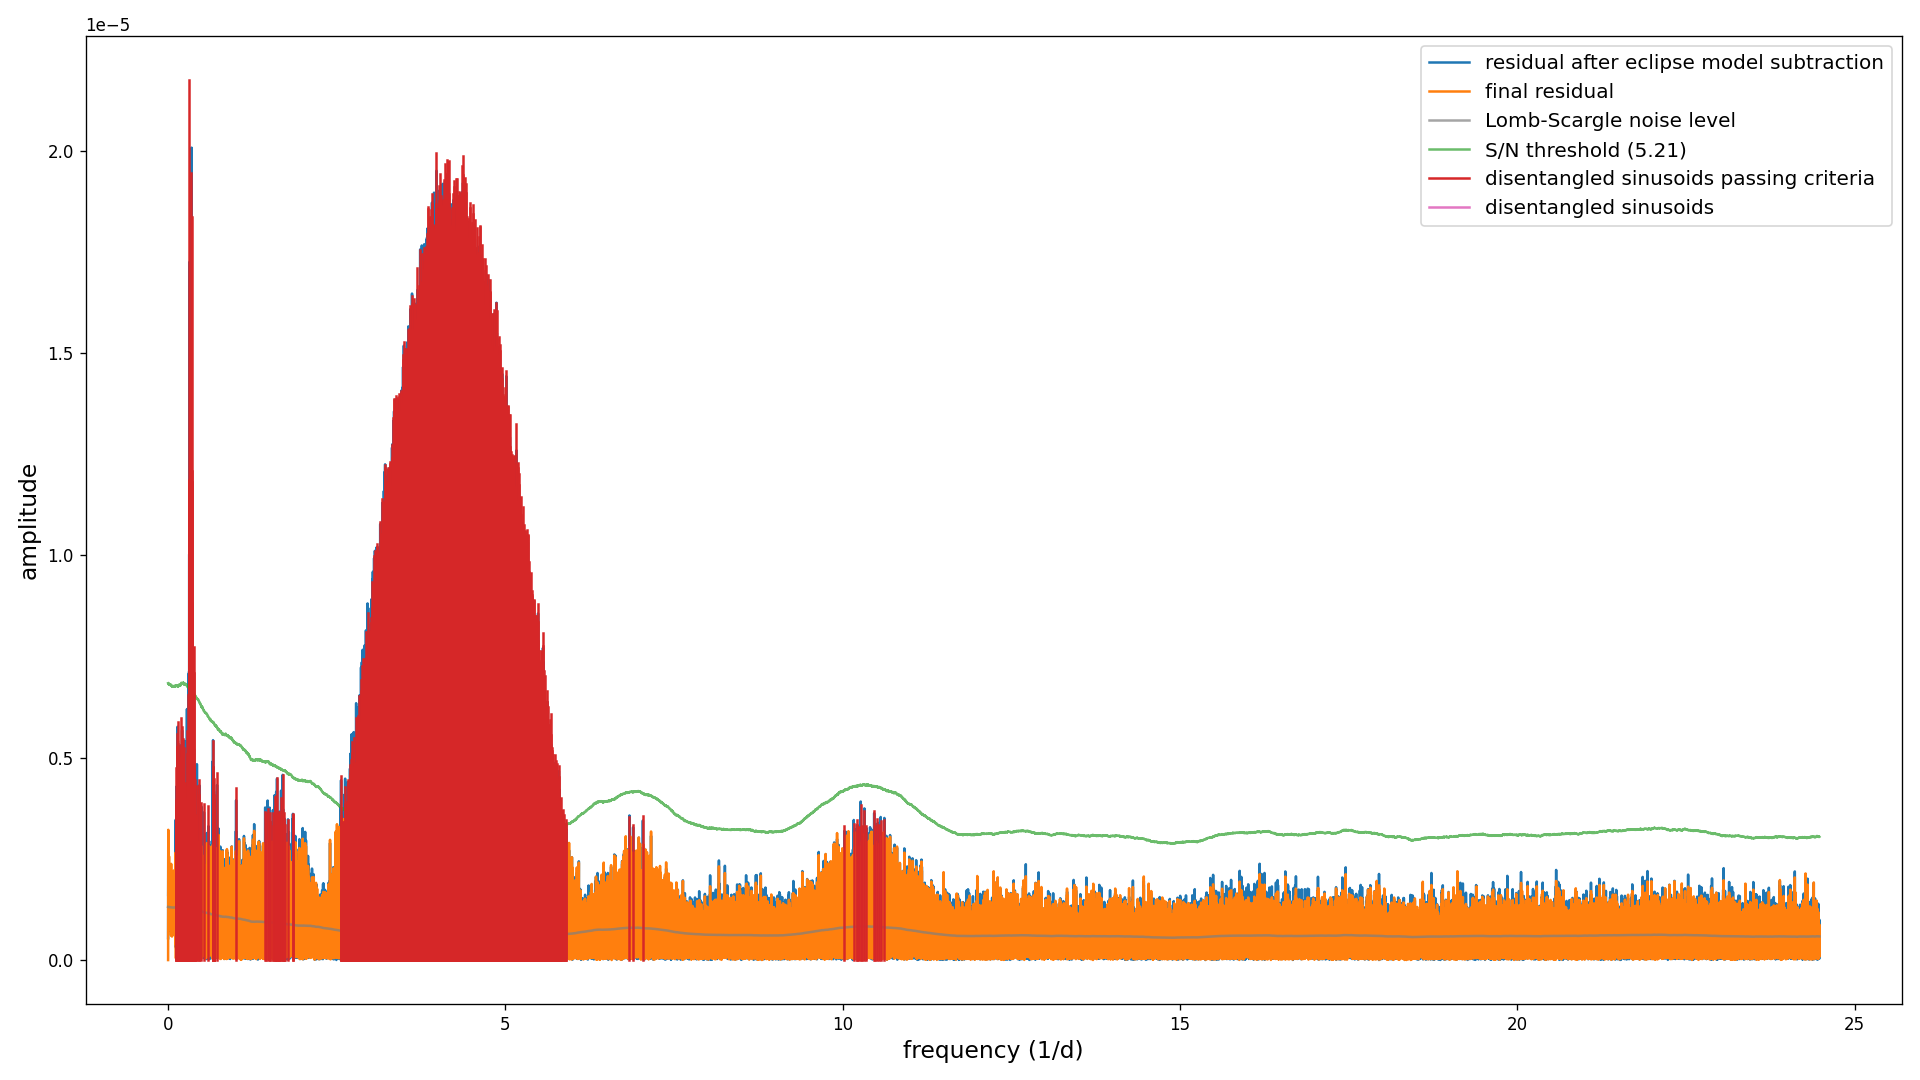 1e−5
residual after eclipse model subtraction
final residual
Lomb-Scargle noise level
S/N threshold (5.21)
disentangled sinusoids passing criteria
disentangled sinusoids
2.0
1.5
1.0
0.5
0.0
amplitude
0 5 10 15 20 25
frequency (1/d)